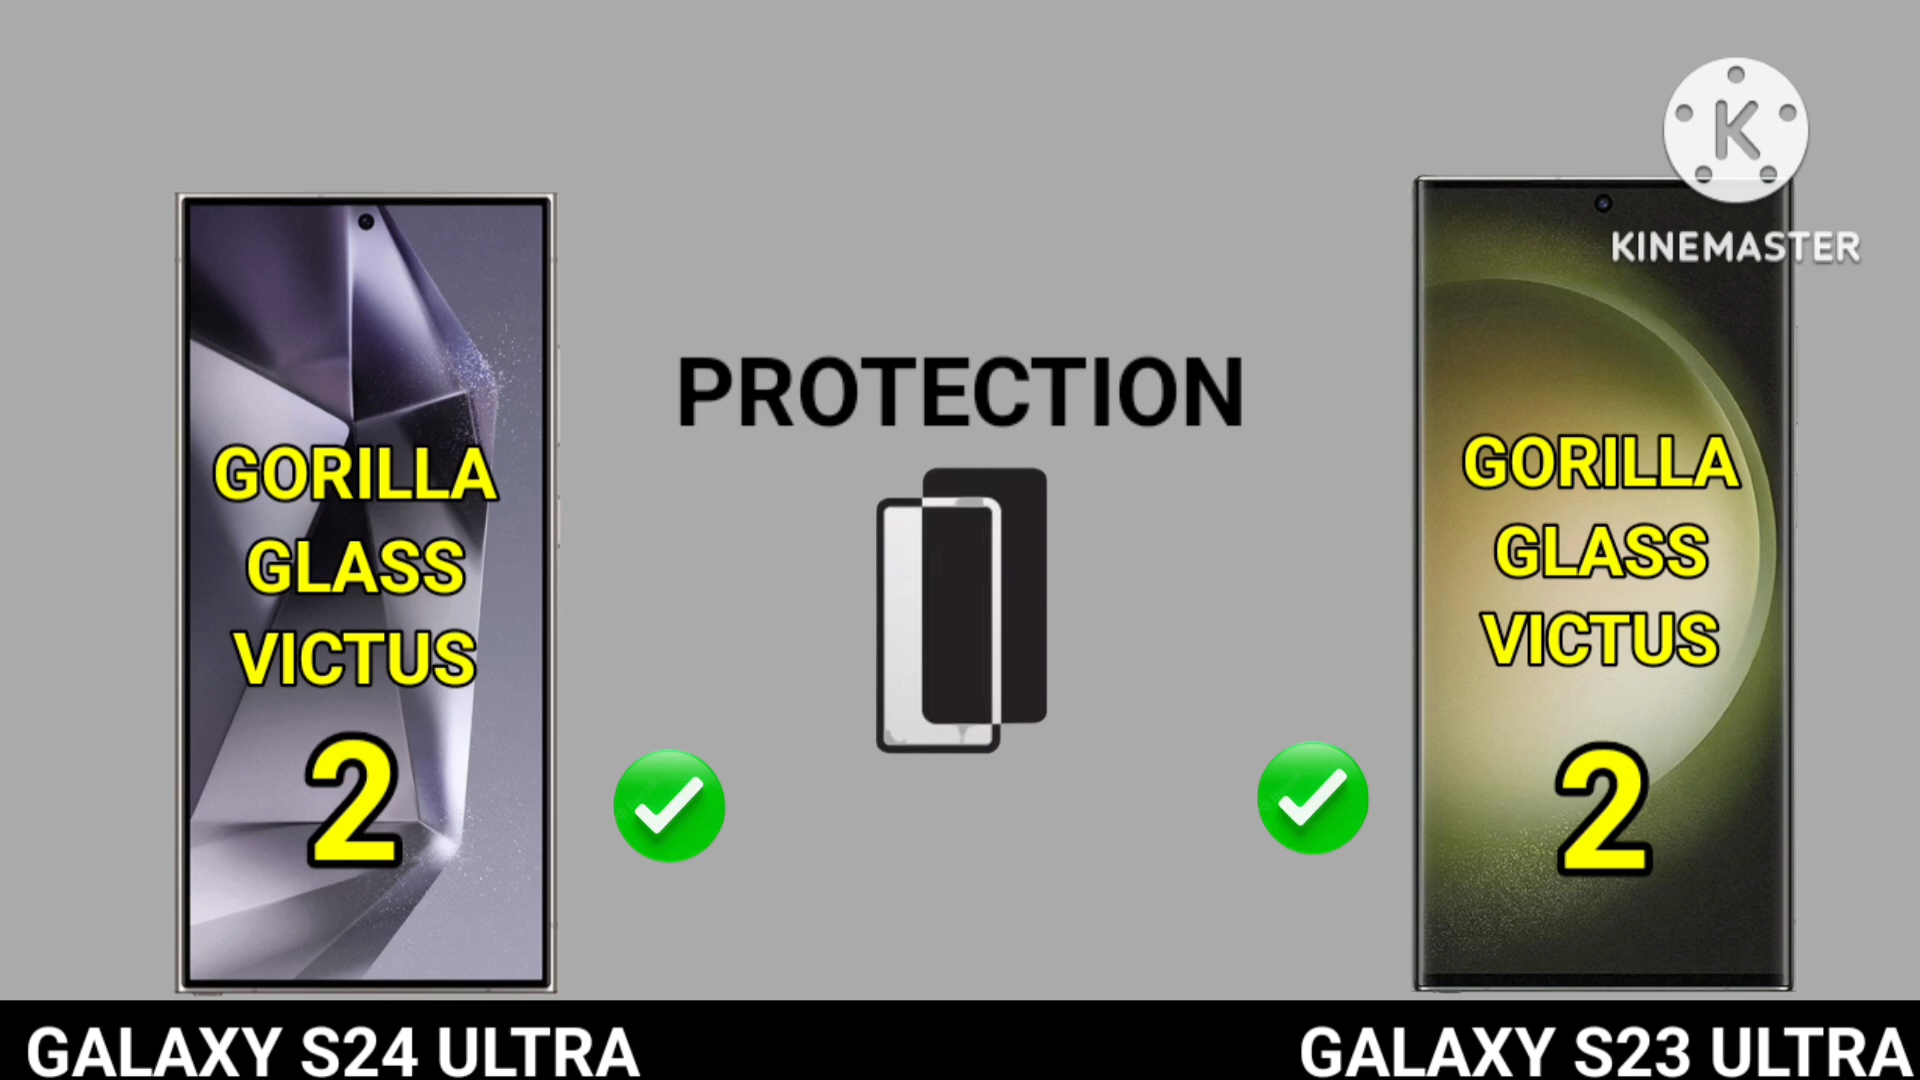 K
KINEMASTER
PROTECTION
GORILLA
GLASS
VICTUS
2
GORILLA
GLASS
VICTUS
2
GALAXY S24 ULTRA
GALAXY S23 ULTRA